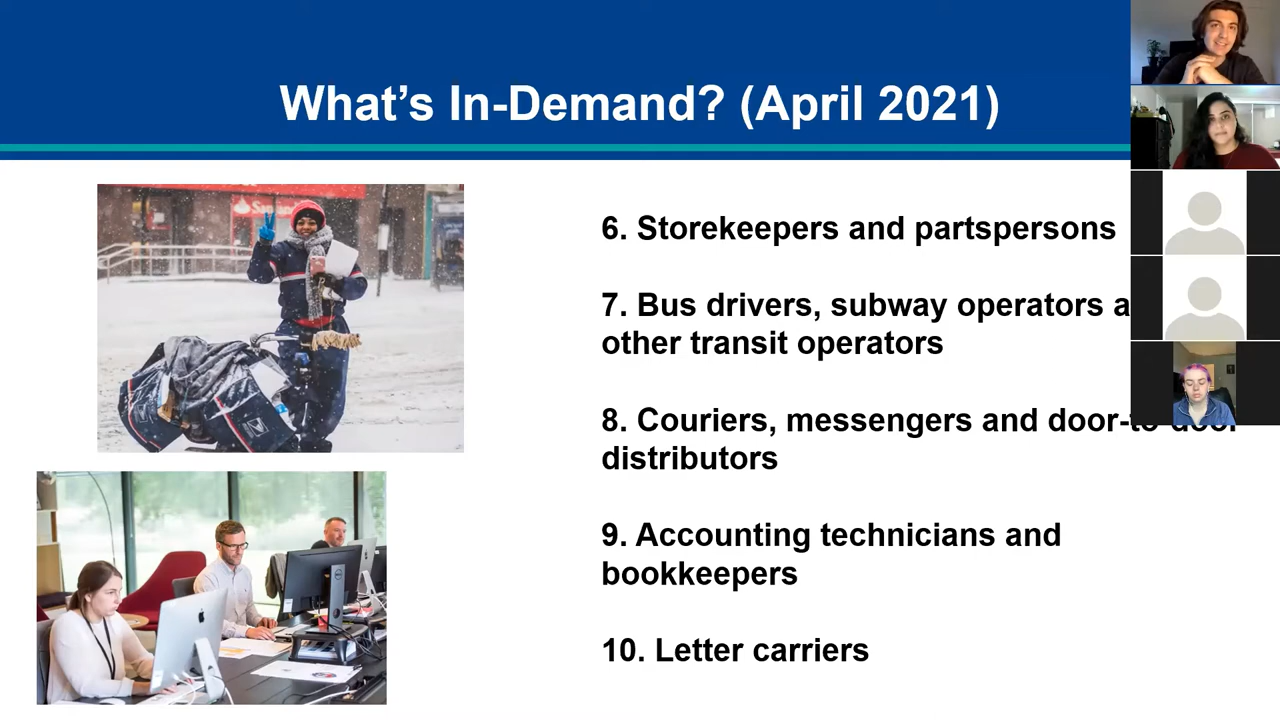 What's In-Demand? (April 2021)
6. Storekeepers and partspersons
7. Bus drivers, subway operators
other transit operators
8. Couriers, messengers and
distributors
9. Accounting technicians and
bookkeepers
10. Letter carriers